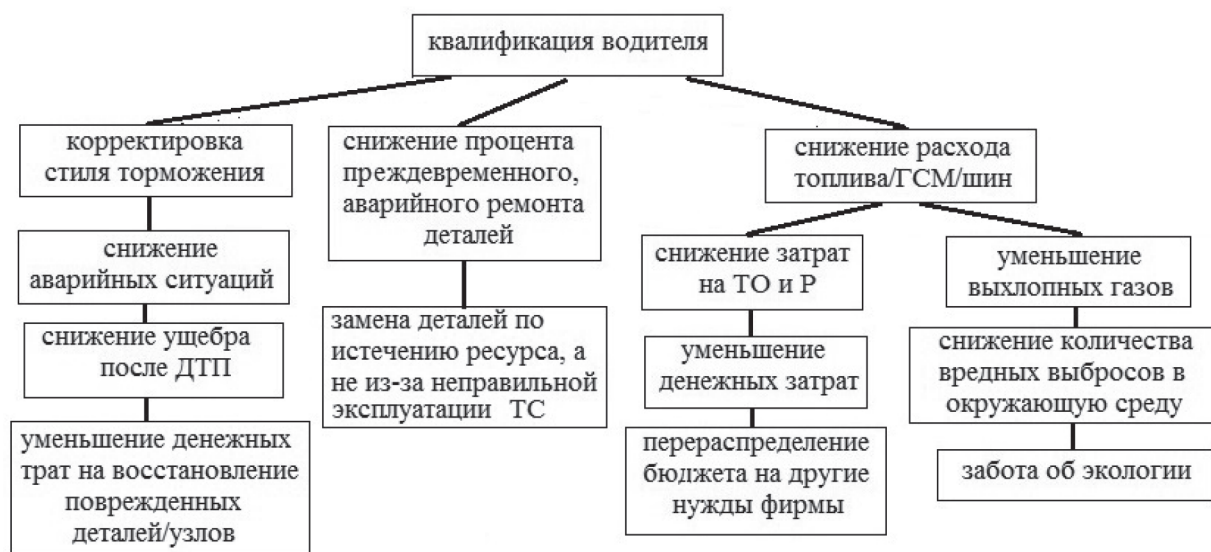 квалификация водителя
корректировка
стиля торможения
снижение
аварийных ситуаций
снижение ущебра
после ДТП
уменьшение денежных
трат на восстановление
поврежденных
деталей/узлов
снижение процента
преждевременного,
аварийного ремонта
деталей
замена деталей по
истечению ресурса, а
не из-за неправильной
эксплуатации ТС
снижение расхода
топлива/ГСМ/шин
снижение затрат
на ТО и Р
уменьшение
денежных затрат
перераспределение
бюджета на другие
нужды фирмы
уменьшение
выхлопных газов
снижение количества
вредных выбросов в
окружающую среду
забота об экологии